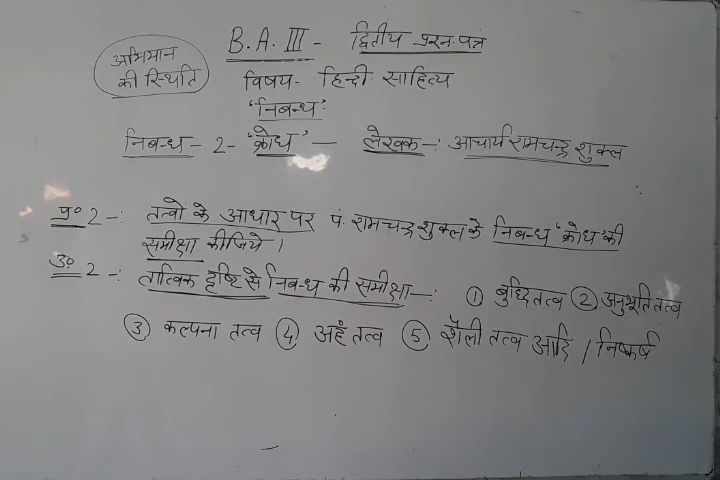 B.A. III - द्वितीय प्रश्न-पत्र
अभिमान
की स्थिति
विषय- हिन्दी साहित्य
'निबन्ध'
निबन्ध - 2 - 'क्रोध' - लेखक -: आचार्य रामचन्द्र शुक्ल
प्र० 2 -: तत्वों के आधार पर पं. रामचन्द्र शुक्ल के निबन्ध 'क्रोध' की
समीक्षा कीजिये।
उ० 2 -: तात्विक दृष्टि से निबन्ध की समीक्षा -: ① बुद्धि तत्व ② अनुभूति तत्व
③ कल्पना तत्व ④ अहं तत्व ⑤ शैली तत्व आदि / निष्कर्ष